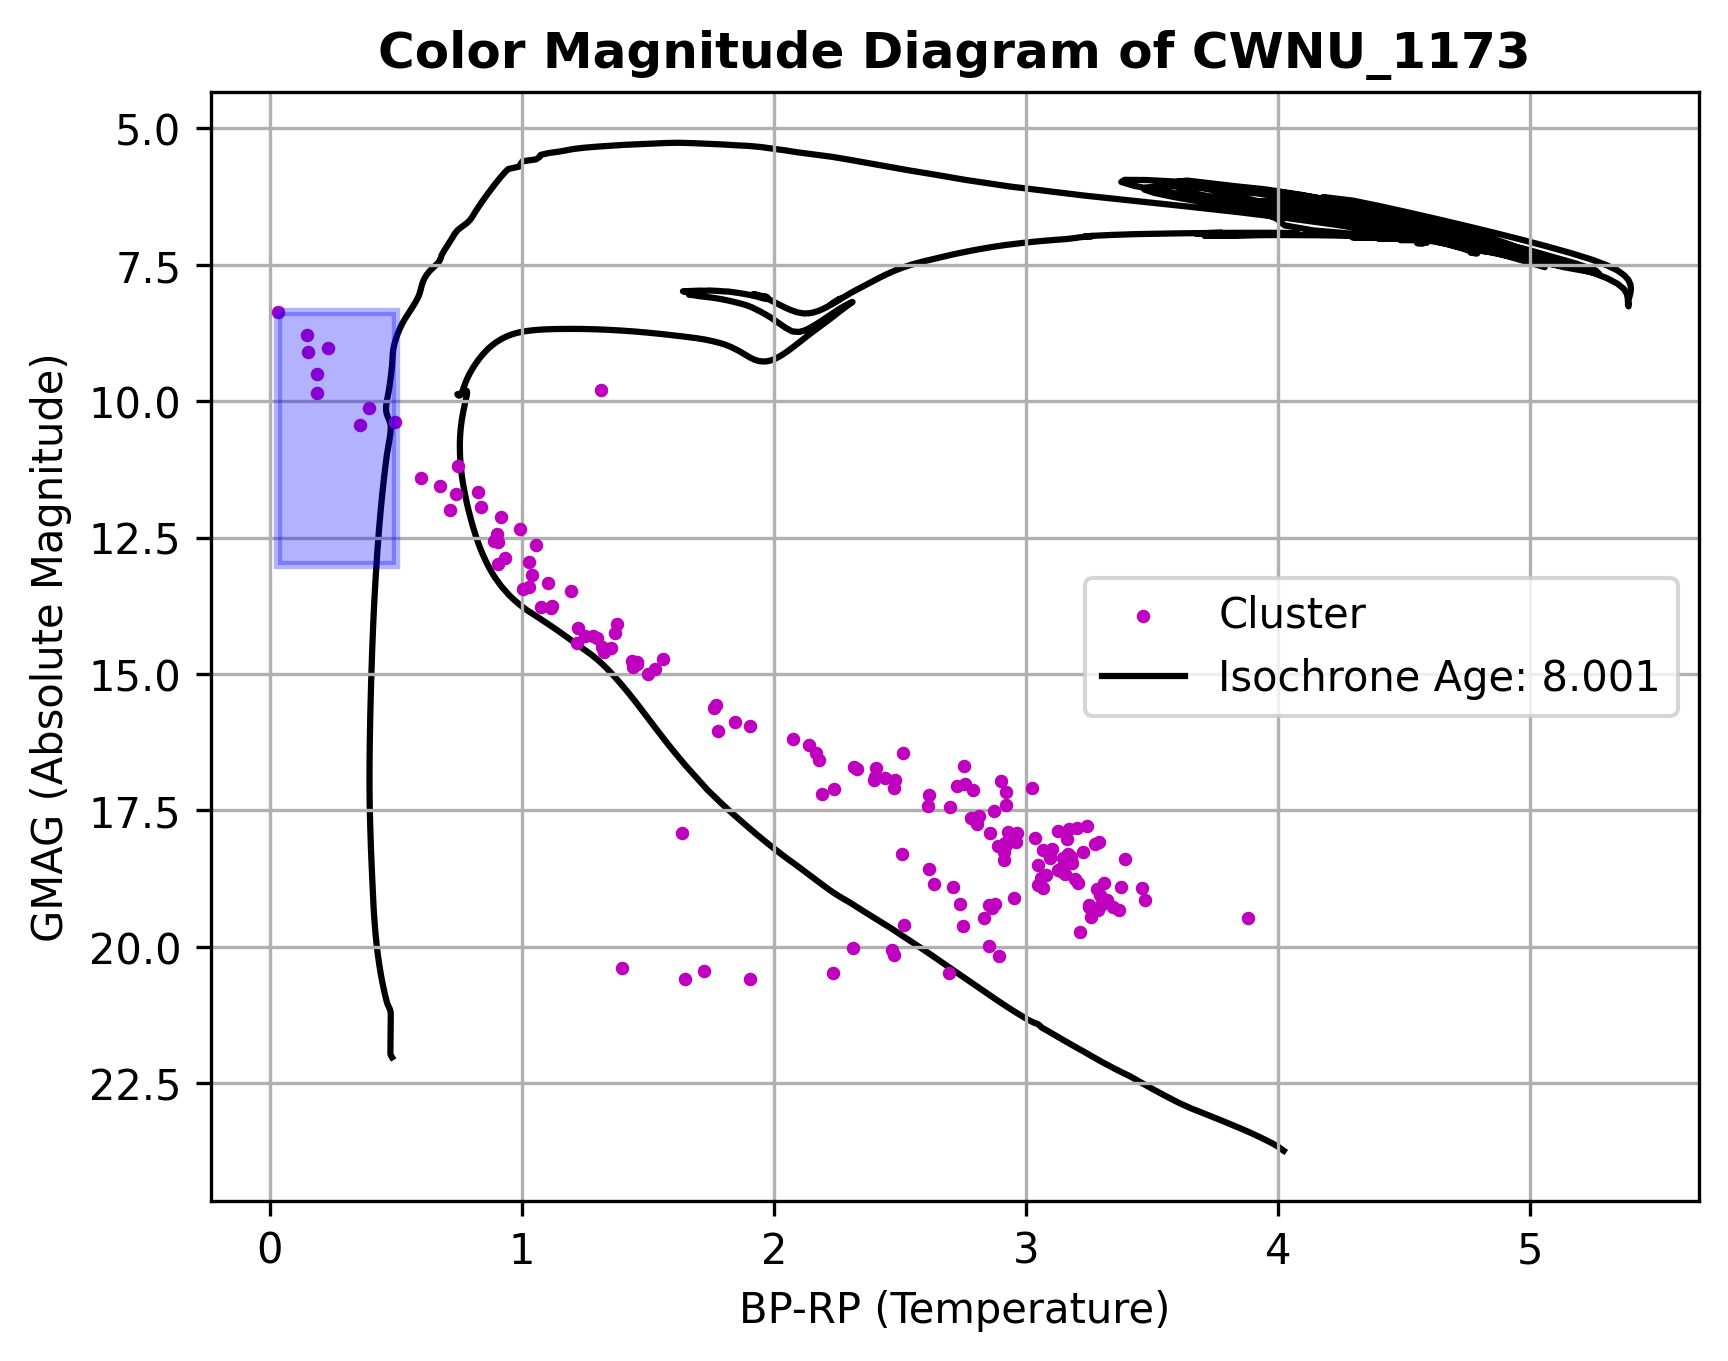 Color Magnitude Diagram of CWNU_1173
GMAG (Absolute Magnitude)
5.0
7.5
10.0
12.5
15.0
17.5
20.0
22.5
Cluster
Isochrone Age: 8.001
0 1 2 3 4 5
BP-RP (Temperature)